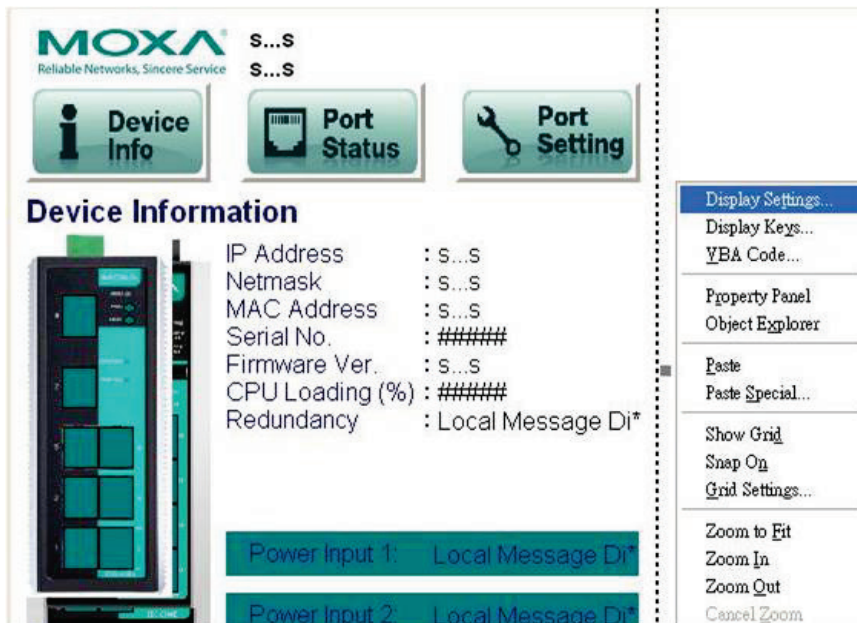 MOXA
Reliable Networks, Sincere Service
s...s
s...s
Device Info
Port Status
Port Setting
Device Information
IP Address : s...s
Netmask : s...s
MAC Address : s...s
Serial No. : ######
Firmware Ver. : s...s
CPU Loading (%) : ######
Redundancy : Local Message Di*
Power Input 1: Local Message Di*
Power Input 2: Local Message Di*
Display Settings...
Display Keys...
VBA Code...
Property Panel
Object Explorer
Paste
Paste Special...
Show Grid
Snap On
Grid Settings...
Zoom to Fit
Zoom In
Zoom Out
Cancel Zoom